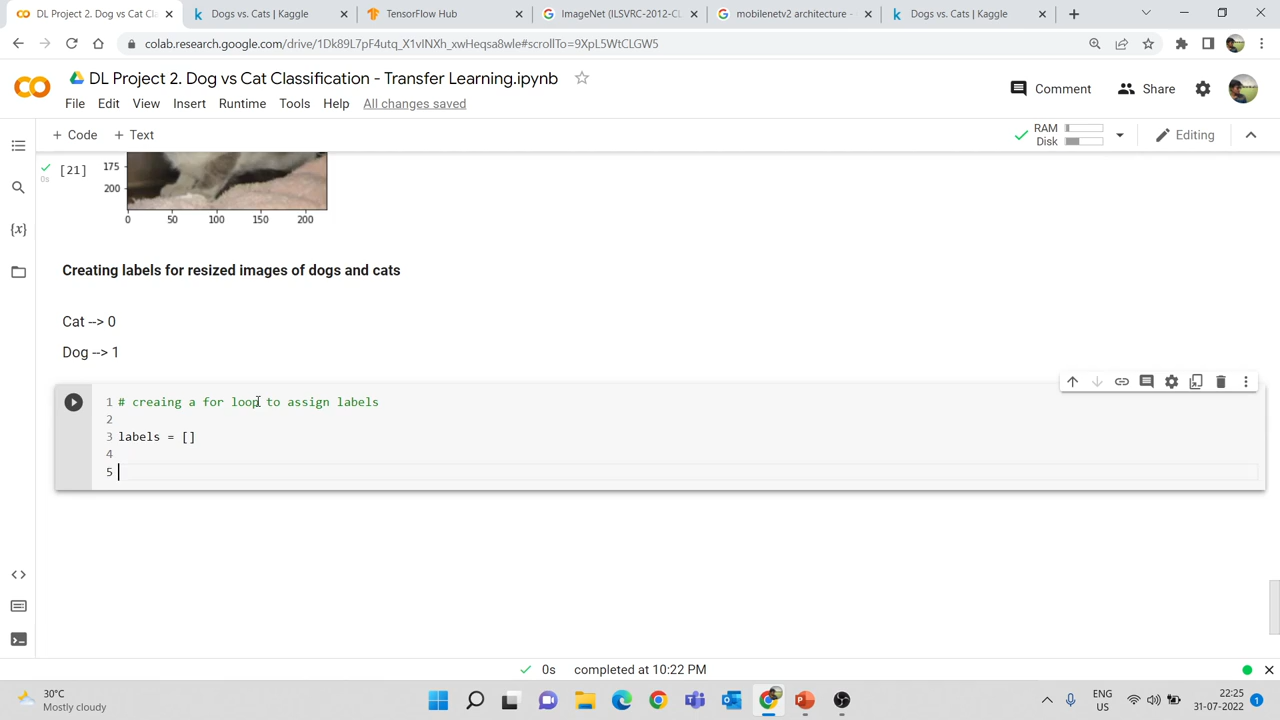 DL Project 2. Dog vs Cat Cl
Dogs vs. Cats | Kaggle
TensorFlow Hub
ImageNet (ILSVRC-2012-CL
mobilenetv2 architecture -
Dogs vs. Cats | Kaggle
colab.research.google.com/drive/1Dk89L7pF4utq_X1vINXh_xwHeqsa8wle#scrollTo=9XpL5WtCLGW5
DL Project 2. Dog vs Cat Classification - Transfer Learning.ipynb
File Edit View Insert Runtime Tools Help All changes saved
Comment Share
+ Code + Text
RAM
Disk
Editing
[21]
0s
175
200
0 50 100 150 200
Creating labels for resized images of dogs and cats
Cat --> 0
Dog --> 1
1 # creaing a for loop to assign labels
2
3 labels = []
4
5
0s completed at 10:22 PM
30°C
Mostly cloudy
ENG
US
22:25
31-07-2022
1